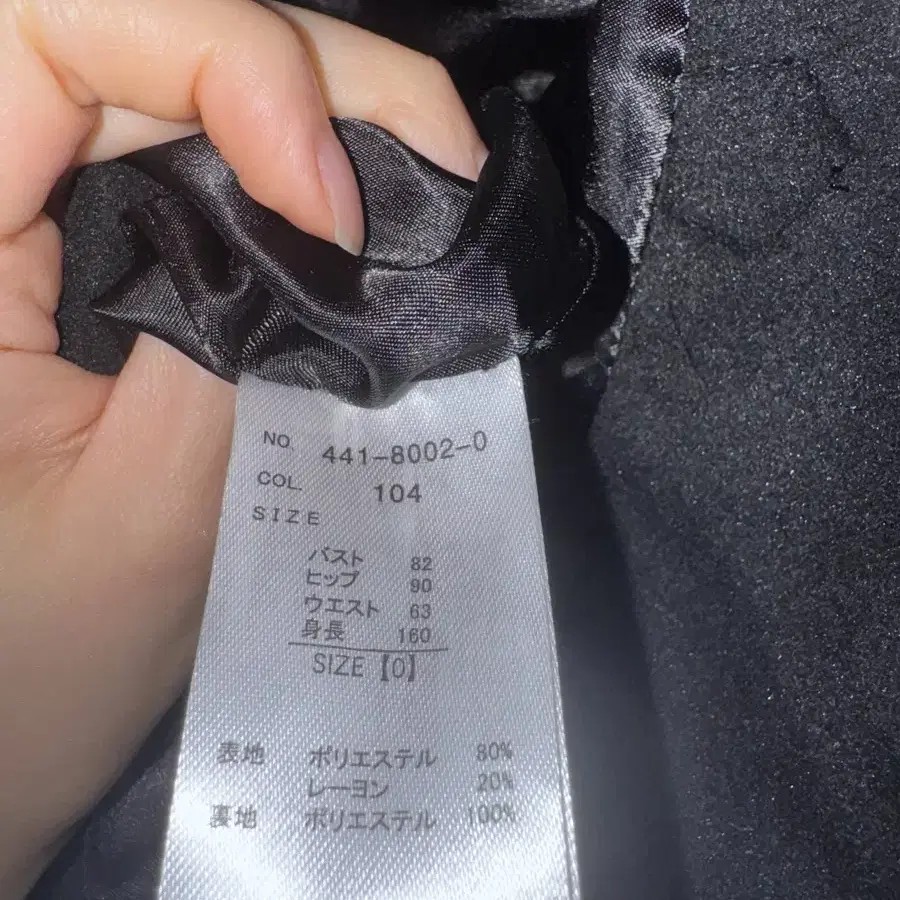 NO. 441-8002-0
COL. 104
SIZE
バスト 82
ヒップ 90
ウエスト 63
身長 160
SIZE【0】
表地 ポリエステル 80%
レーヨン 20%
裏地 ポリエステル 100%